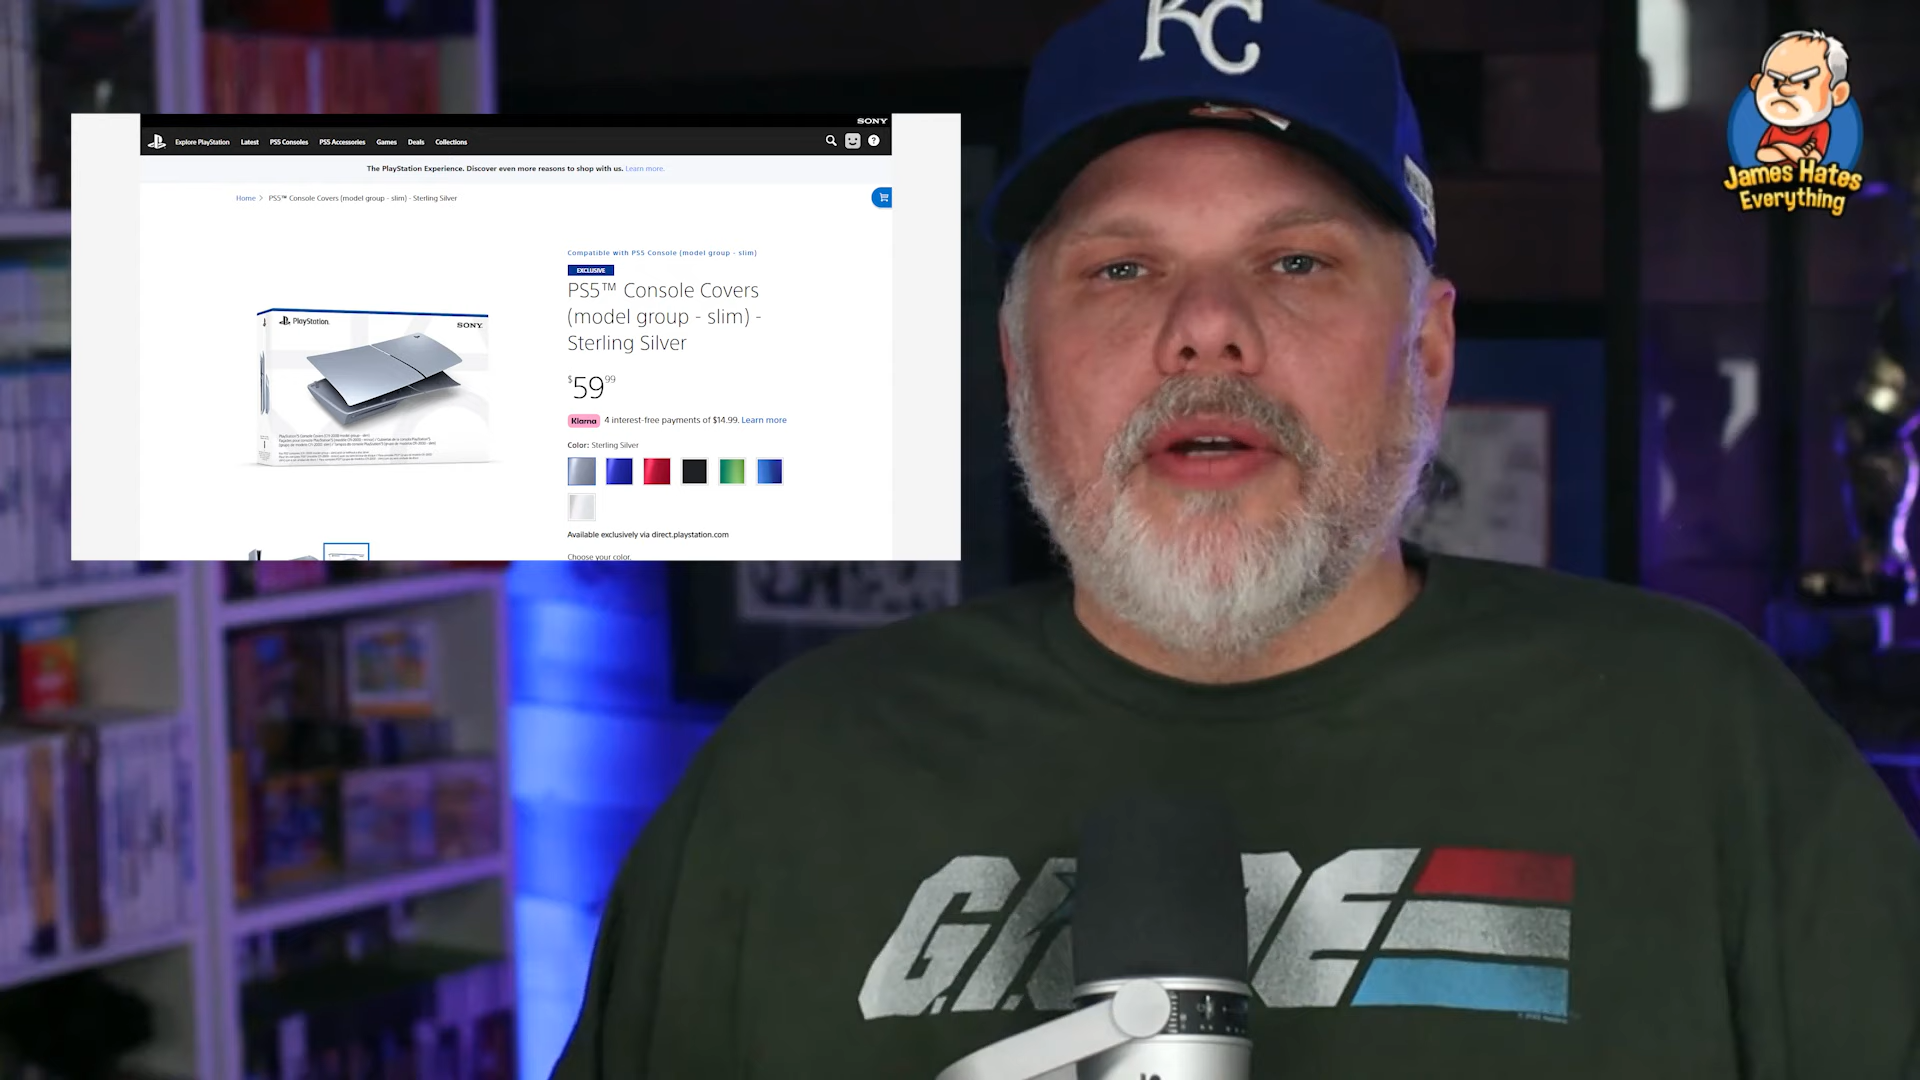 SONY
Explore PlayStation Latest PS5 Consoles PS5 Accessories Games Deals Collections
The PlayStation Experience. Discover even more reasons to shop with us. Learn more.
Home > PS5™ Console Covers (model group - slim) - Sterling Silver
Compatible with PS5 Console (model group - slim)
EXCLUSIVE
PS5™ Console Covers
(model group - slim) -
Sterling Silver
$59.99
Klarna 4 interest-free payments of $14.99. Learn more
Color: Sterling Silver
Available exclusively via direct.playstation.com
Choose your color.
PlayStation
SONY
KC
James Hates
Everything
G.I. JOE